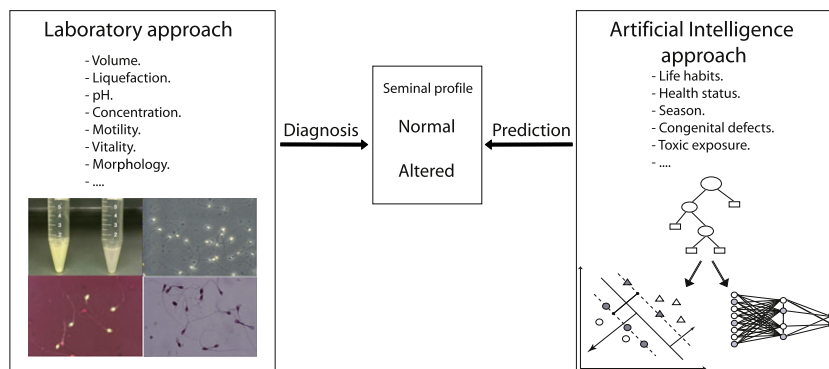 Laboratory approach
- Volume.
- Liquefaction.
- pH.
- Concentration.
- Motility.
- Vitality.
- Morphology.
- ....
Diagnosis
Seminal profile
Normal
Altered
Prediction
Artificial Intelligence
approach
- Life habits.
- Health status.
- Season.
- Congenital defects.
- Toxic exposure.
- ....